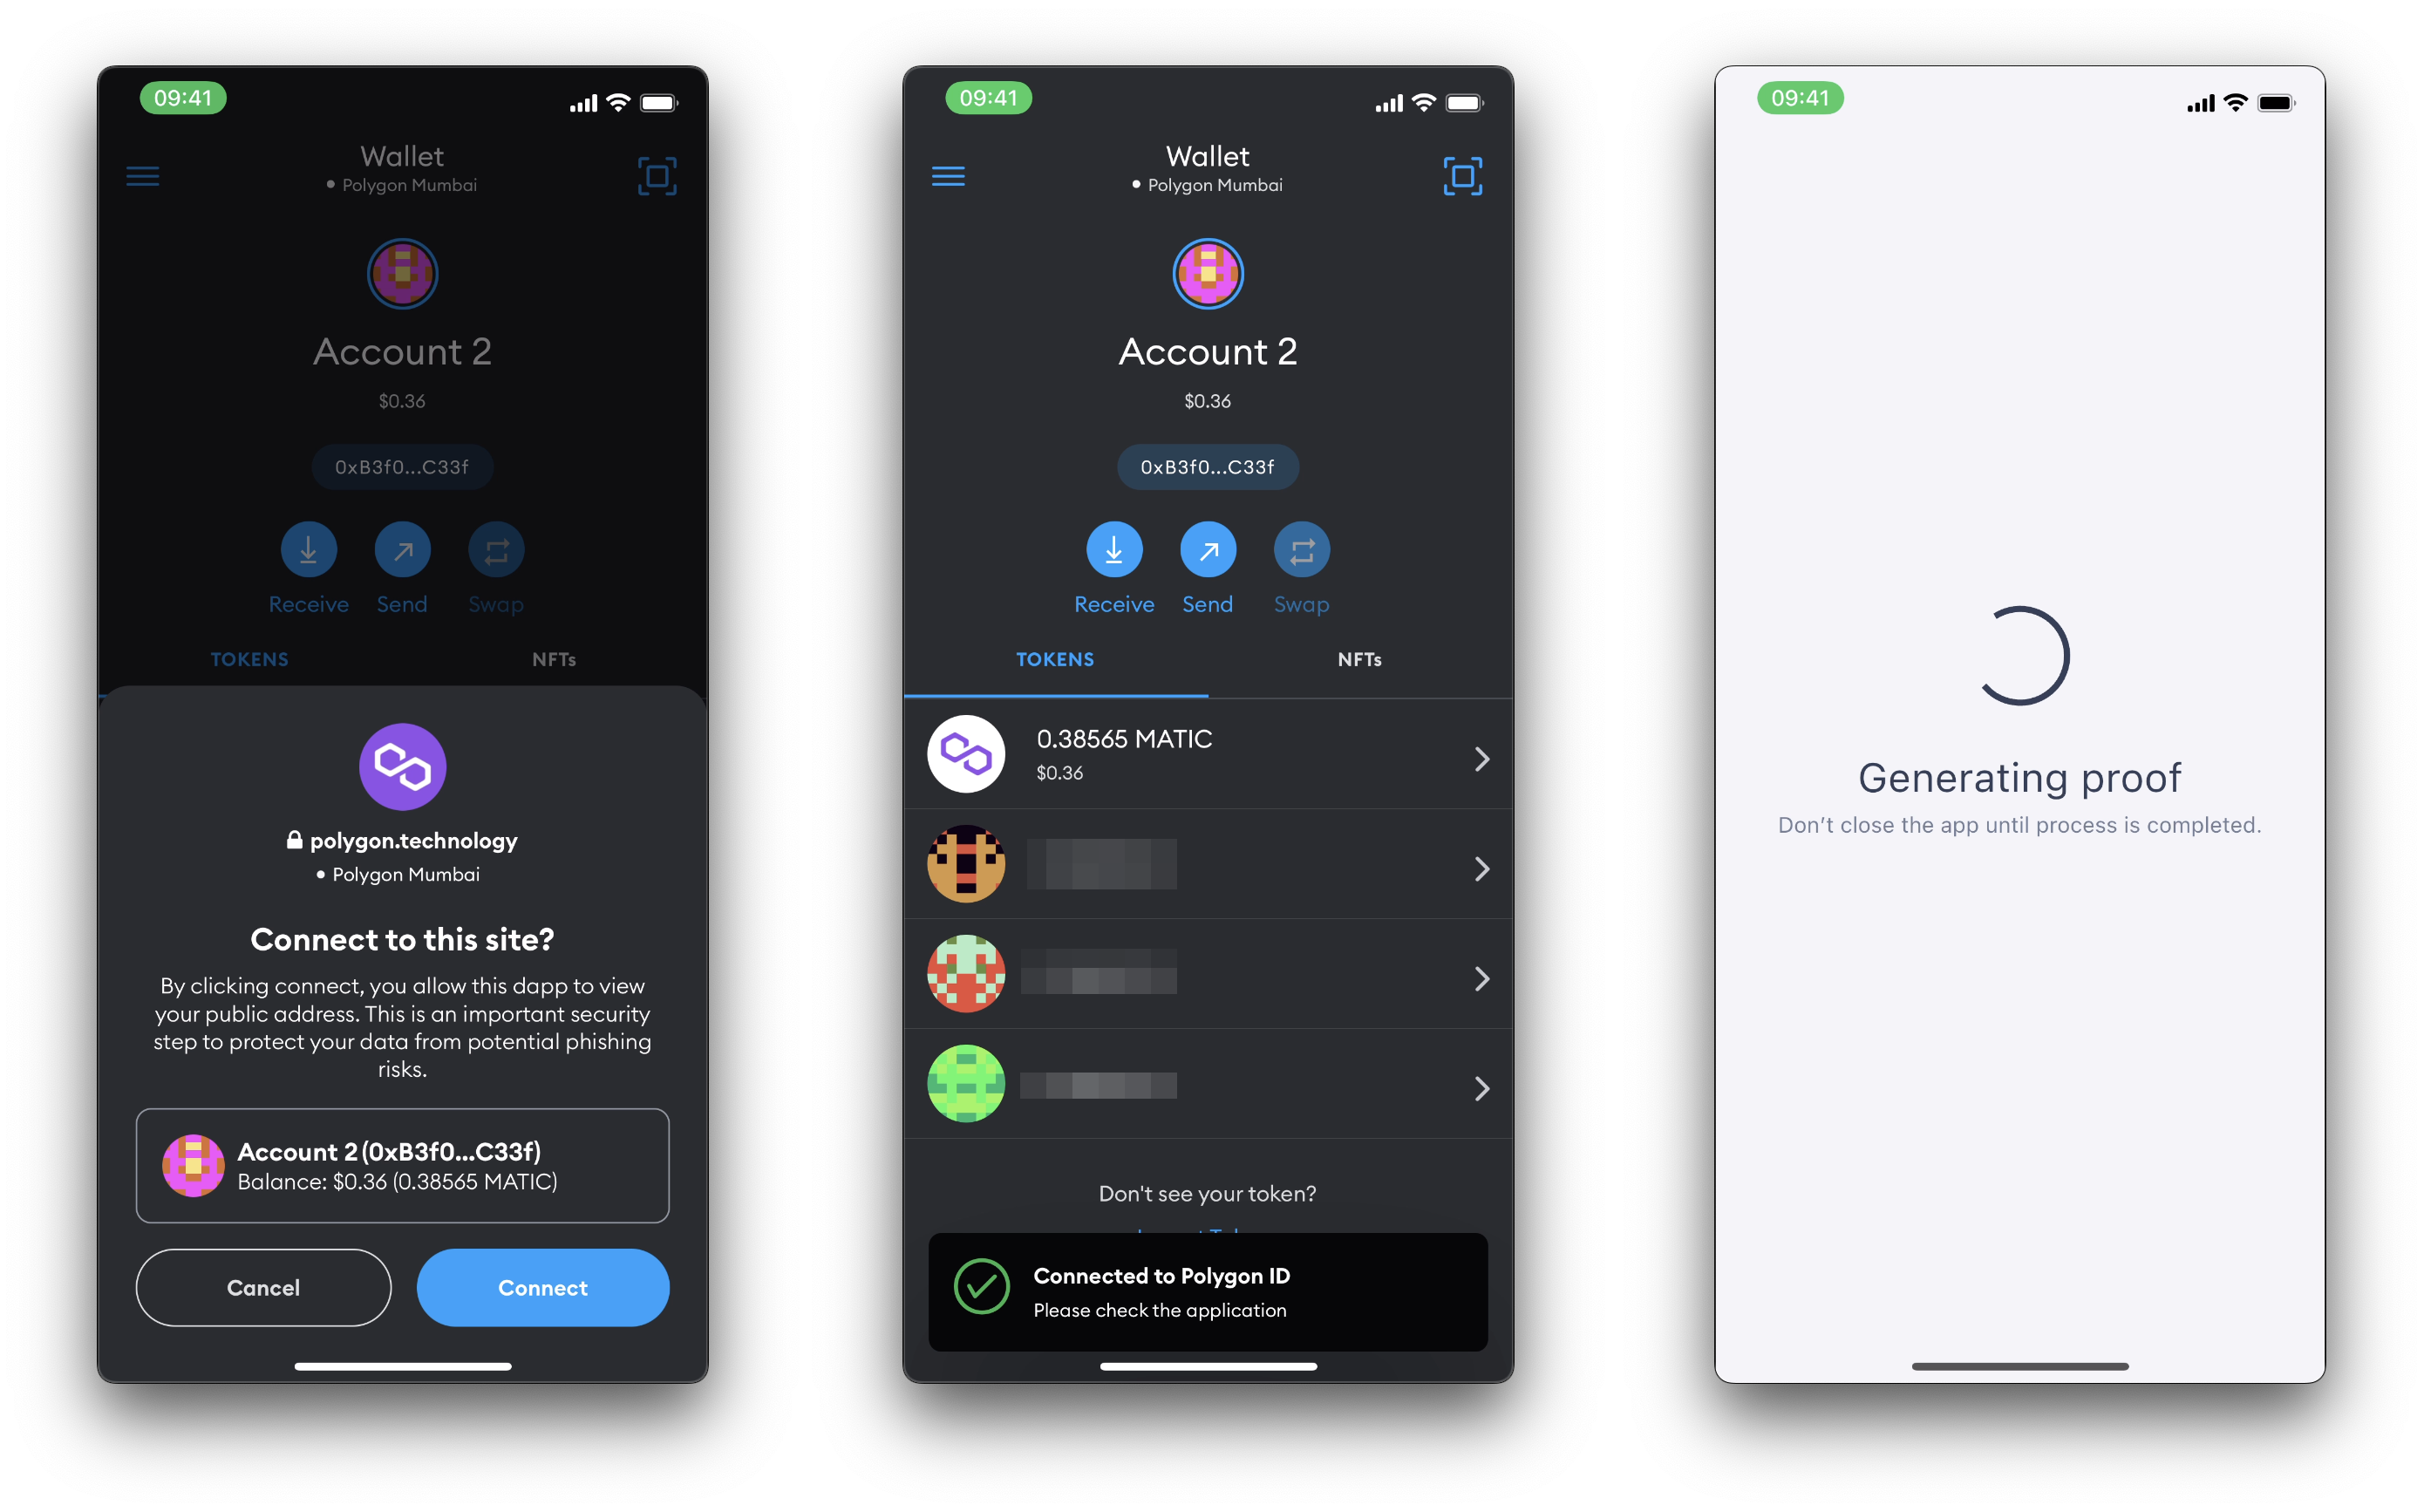 09:41
Wallet
Polygon Mumbai
Account 2
$0.36
0xB3f0...C33f
Receive Send Swap
TOKENS NFTs
polygon.technology
Polygon Mumbai
Connect to this site?
By clicking connect, you allow this dapp to view
your public address. This is an important security
step to protect your data from potential phishing
risks.
Account 2 (0xB3f0...C33f)
Balance: $0.36 (0.38565 MATIC)
Cancel Connect
09:41
Wallet
Polygon Mumbai
Account 2
$0.36
0xB3f0...C33f
Receive Send Swap
TOKENS NFTs
0.38565 MATIC
$0.36
Don't see your token?
Connected to Polygon ID
Please check the application
09:41
Generating proof
Don’t close the app until process is completed.